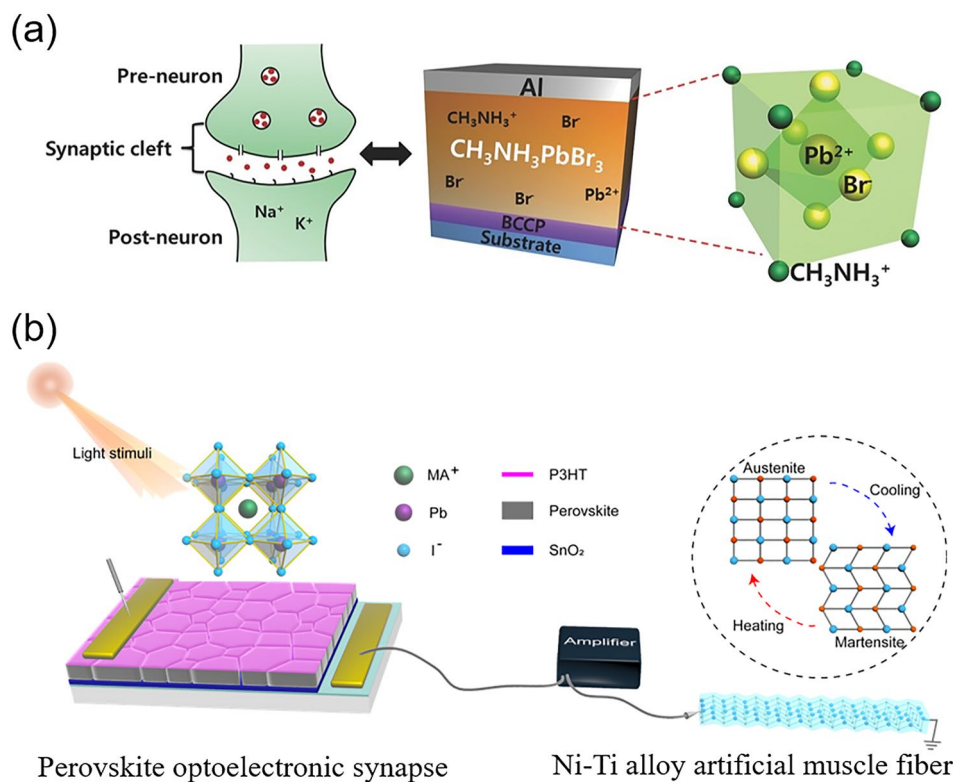 (a)
Pre-neuron
Synaptic cleft
Na⁺
K⁺
Post-neuron
Al
CH₃NH₃⁺
Br⁻
CH₃NH₃PbBr₃
Br⁻
Br⁻
Pb²⁺
BCCP
Substrate
Pb²⁺
Br⁻
CH₃NH₃⁺
(b)
Light stimuli
MA⁺
Pb
I⁻
P3HT
Perovskite
SnO₂
Austenite
Cooling
Heating
Martensite
Amplifier
Perovskite optoelectronic synapse
Ni-Ti alloy artificial muscle fiber